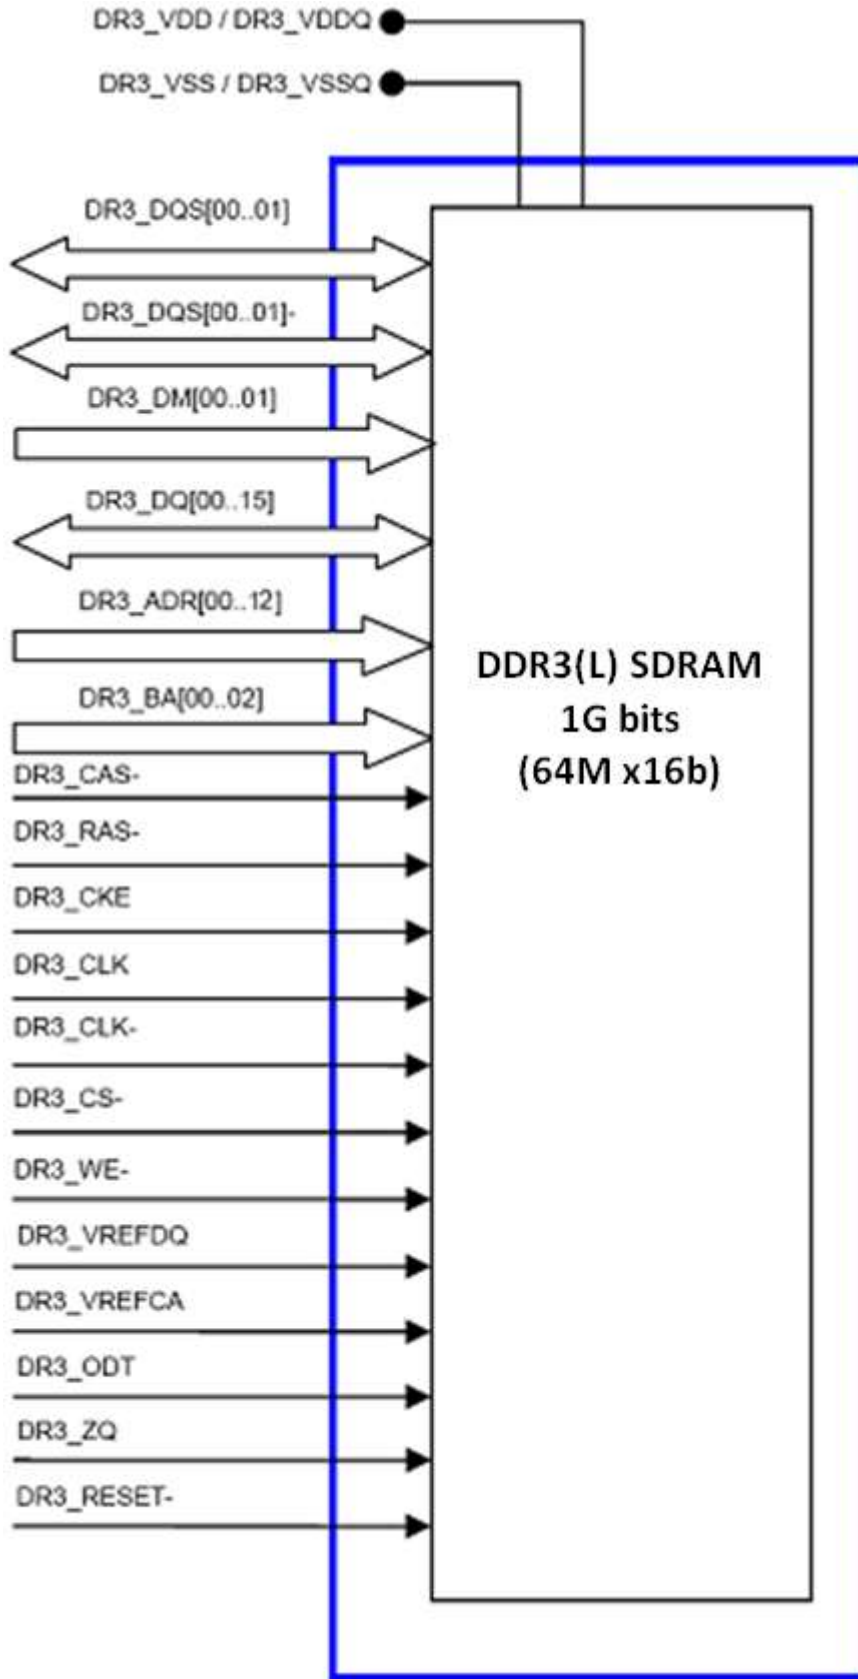 DR3_VDD / DR3_VDDQ
DR3_VSS / DR3_VSSQ
DR3_DQS[00..01]
DR3_DQS[00..01]-
DR3_DM[00..01]
DR3_DQ[00..15]
DR3_ADR[00..12]
DR3_BA[00..02]
DR3_CAS-
DR3_RAS-
DR3_CKE
DR3_CLK
DR3_CLK-
DR3_CS-
DR3_WE-
DR3_VREFDQ
DR3_VREFCA
DR3_ODT
DR3_ZQ
DR3_RESET-
DDR3(L) SDRAM
1G bits
(64M x16b)